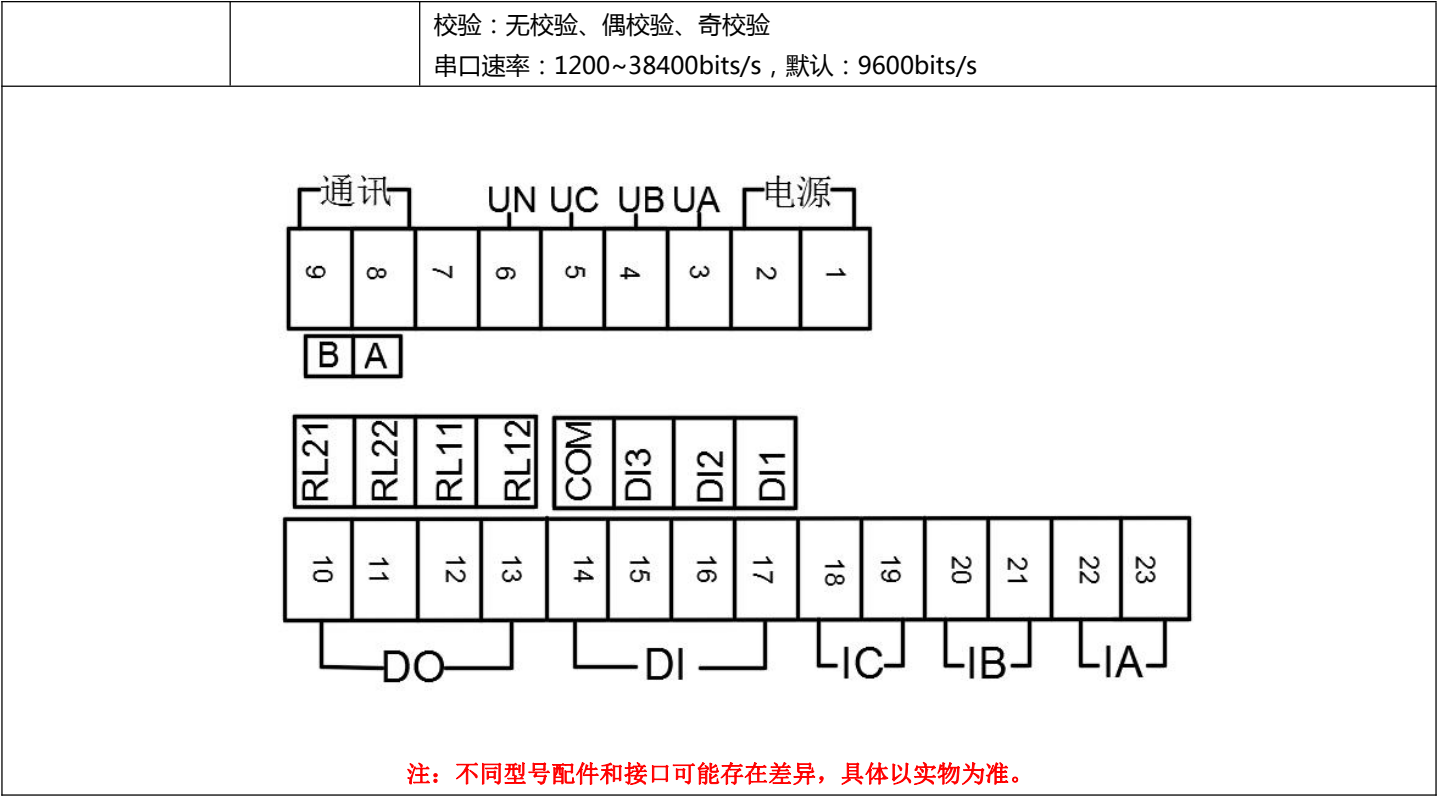 校验：无校验、偶校验、奇校验
串口速率：1200~38400bits/s，默认：9600bits/s
通讯 UN UC UB UA 电源
9 8 7 6 5 4 3 2 1
B A
RL21 RL22 RL11 RL12 COM DI3 DI2 DI1
10 11 12 13 14 15 16 17 18 19 20 21 22 23
DO DI IC IB IA
注：不同型号配件和接口可能存在差异，具体以实物为准。